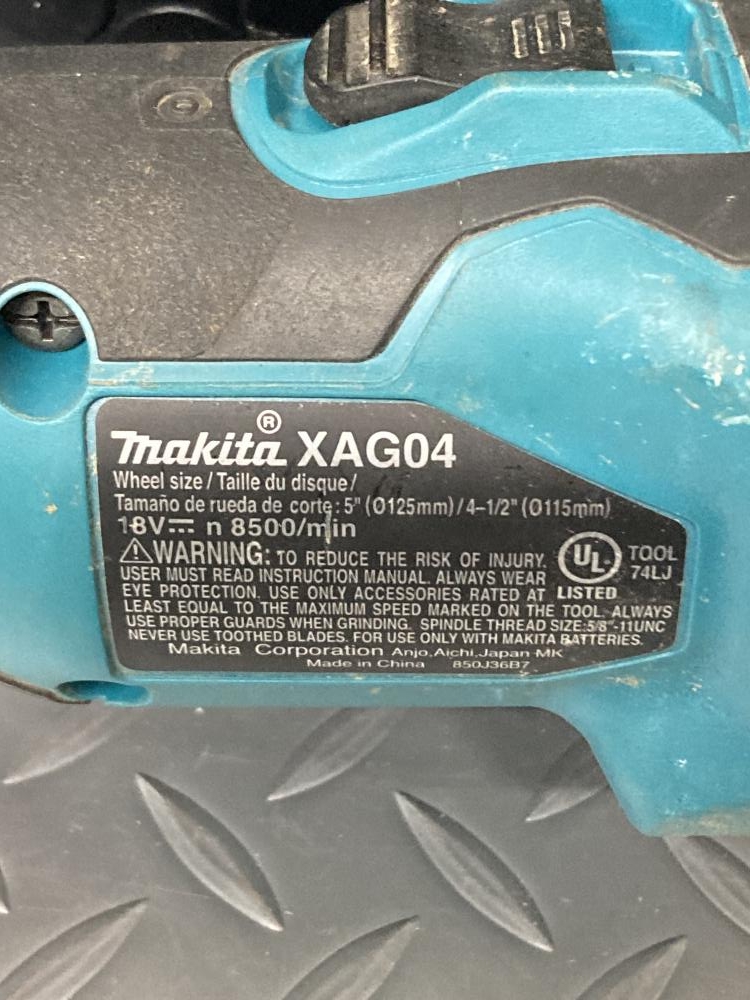 makita® XAG04
Wheel size / Taille du disque /
Tamaño de rueda de corte : 5" (Ø125mm) / 4-1/2" (Ø115mm)
18V⎓ n 8500/min
⚠WARNING: TO REDUCE THE RISK OF INJURY.
USER MUST READ INSTRUCTION MANUAL. ALWAYS WEAR
EYE PROTECTION. USE ONLY ACCESSORIES RATED AT
LEAST EQUAL TO THE MAXIMUM SPEED MARKED ON THE TOOL. ALWAYS
USE PROPER GUARDS WHEN GRINDING. SPINDLE THREAD SIZE:5/8"-11UNC
NEVER USE TOOTHED BLADES. FOR USE ONLY WITH MAKITA BATTERIES.
UL
LISTED
TOOL
74LJ
Makita Corporation Anjo, Aichi, Japan MK
Made in China 850J36B7